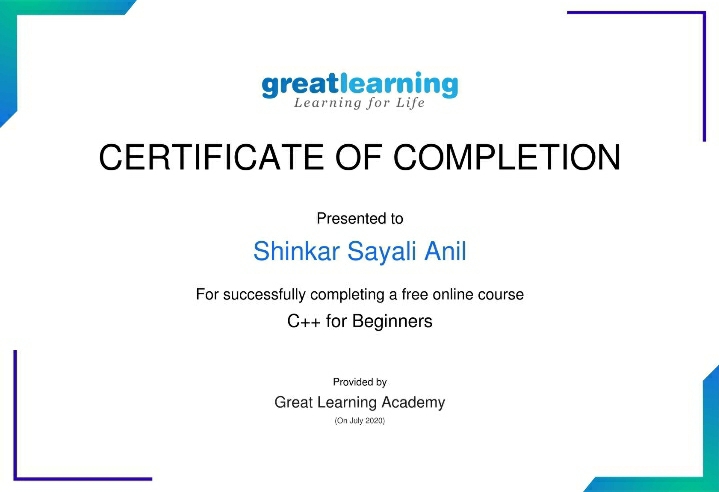 greatlearning
Learning for Life
CERTIFICATE OF COMPLETION
Presented to
Shinkar Sayali Anil
For successfully completing a free online course
C++ for Beginners
Provided by
Great Learning Academy
(On July 2020)